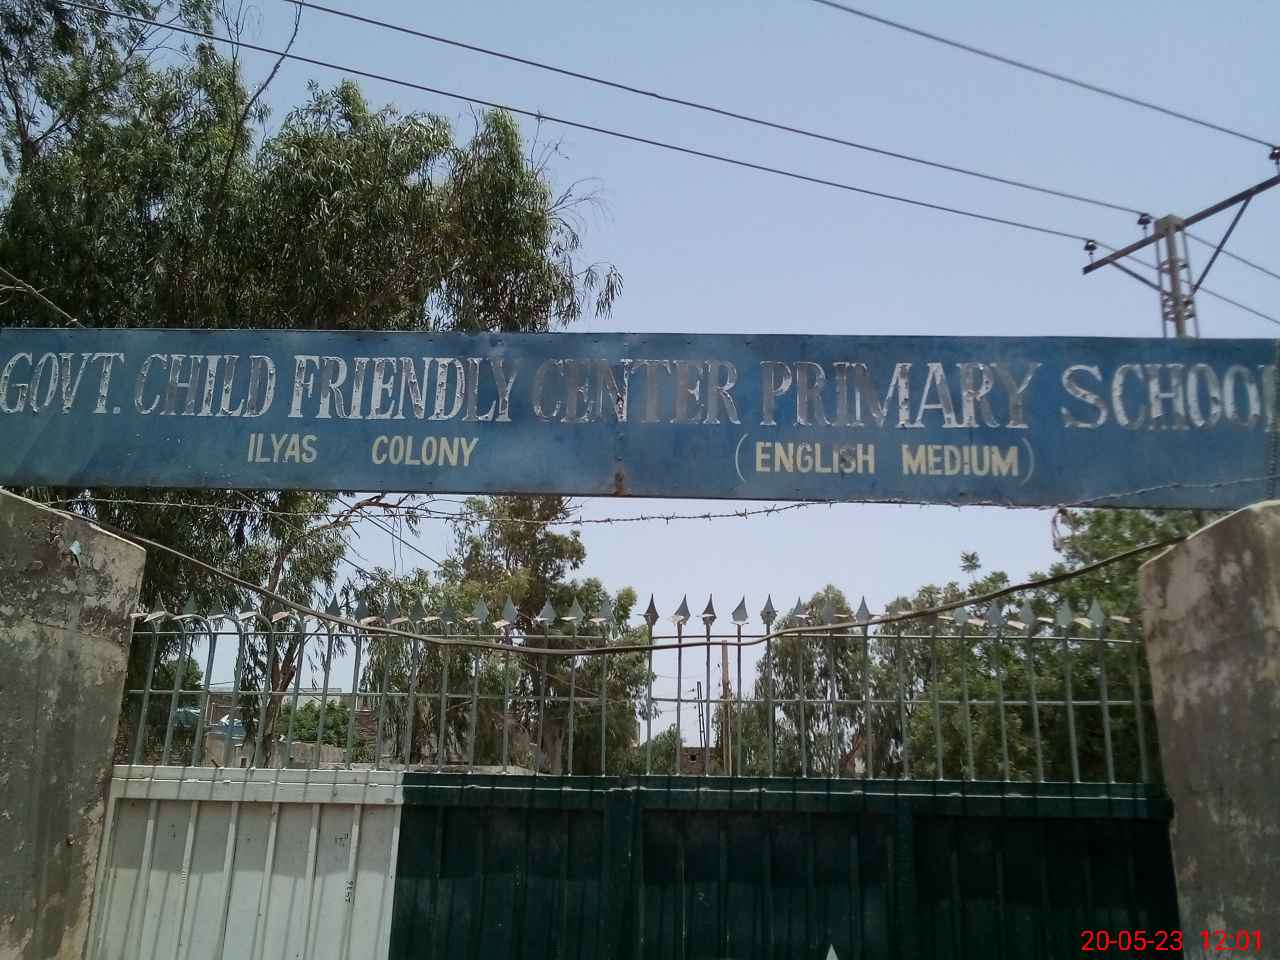 GOVT. CHILD FRIENDLY CENTER PRIMARY SCHOOL
ILYAS COLONY (ENGLISH MEDIUM)
20-05-23 12:01